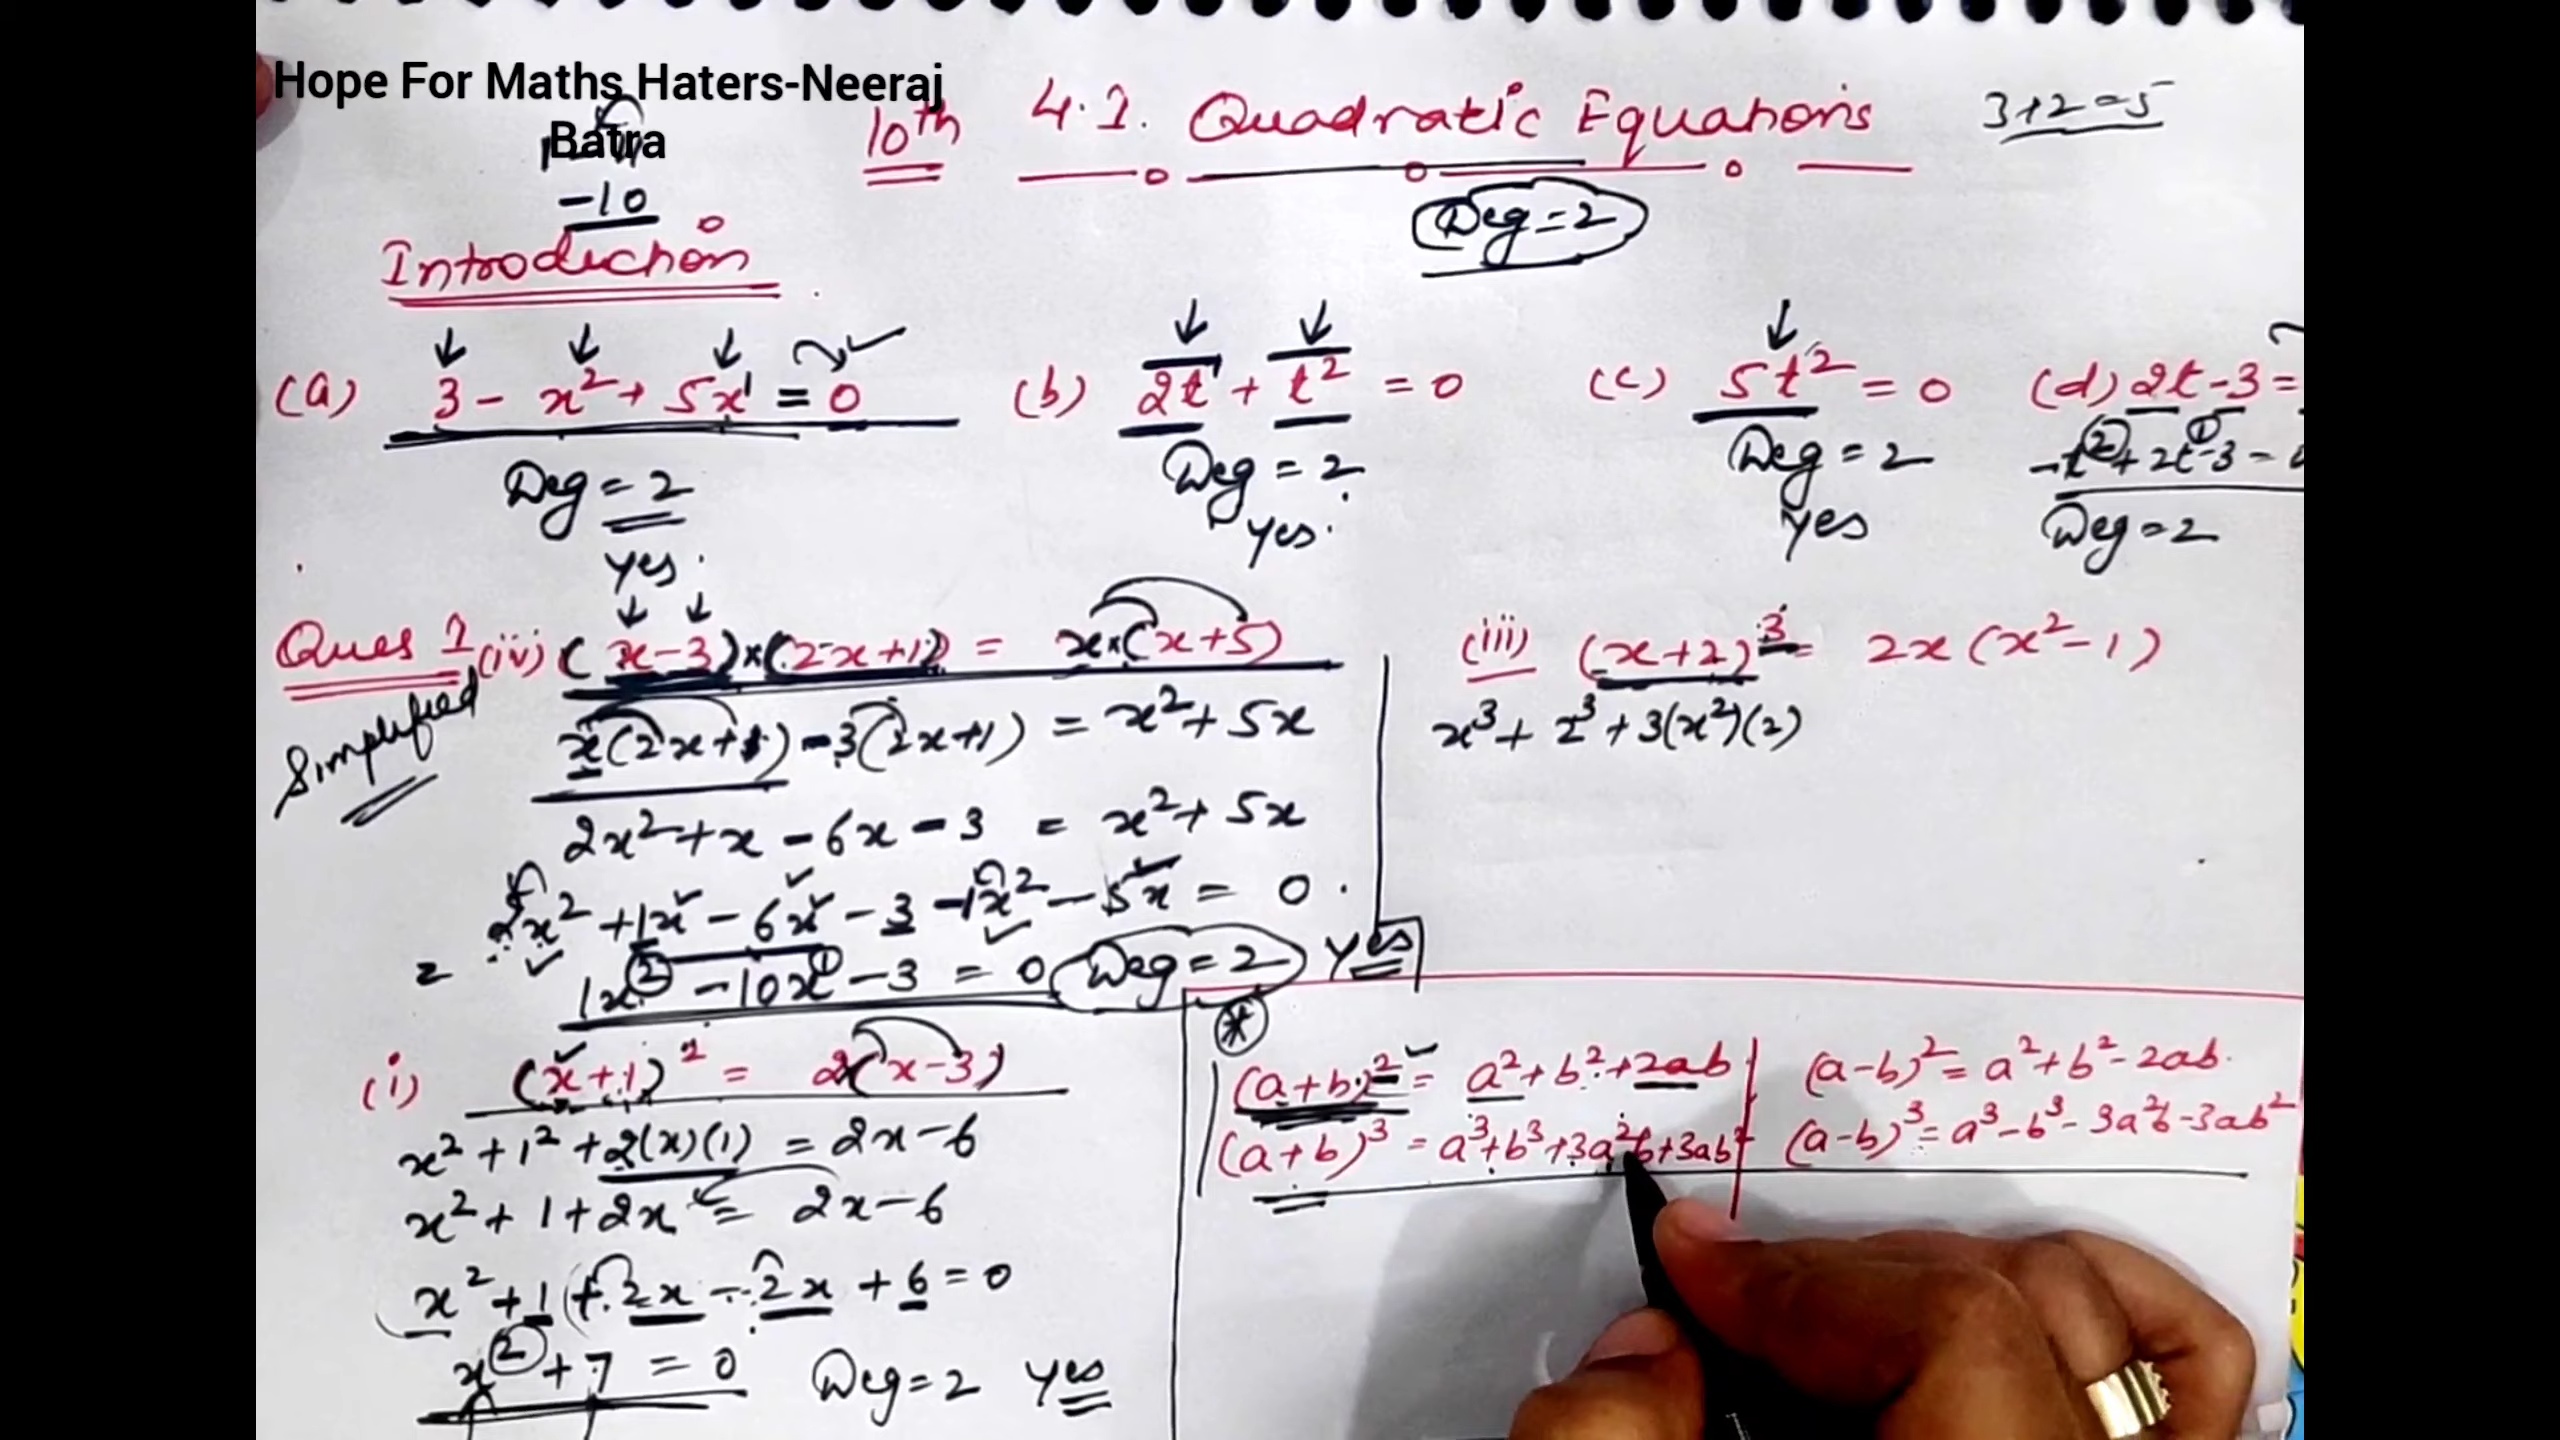 Hope For Maths Haters-Neeraj Batra
-10
10th 4.1. Quadratic Equations
3+2=5
Deg=2
Introduction
(a) 3 - x² + 5x¹ = 0
Deg = 2
yes.
(b) 2t¹ + t² = 0
Deg = 2
yes.
(c) 5t² = 0
Deg = 2
yes
(d) 2t-3 =
-t²+2t-3=0
Deg=2
Ques 1 (iv) (x-3)×(2x+1) = x×(x+5)
Simplified
x(2x+1)-3(2x+1) = x²+5x
2x²+x-6x-3 = x²+5x
2x²+1x-6x-3-1x²-5x = 0
= 1x²-10x¹-3 = 0 Deg=2 yes
(iii) (x+2)³ = 2x(x²-1)
x³+2³+3(x²)(2)
(i) (x+1)² = 2(x-3)
x²+1²+2(x)(1) = 2x-6
x²+1+2x = 2x-6
x²+1+2x-2x+6=0
x²+7 = 0 Deg=2 yes
*
(a+b)² = a²+b²+2ab
(a+b)³ = a³+b³+3a²b+3ab²
(a-b)² = a²+b²-2ab.
(a-b)³ = a³-b³-3a²b-3ab²